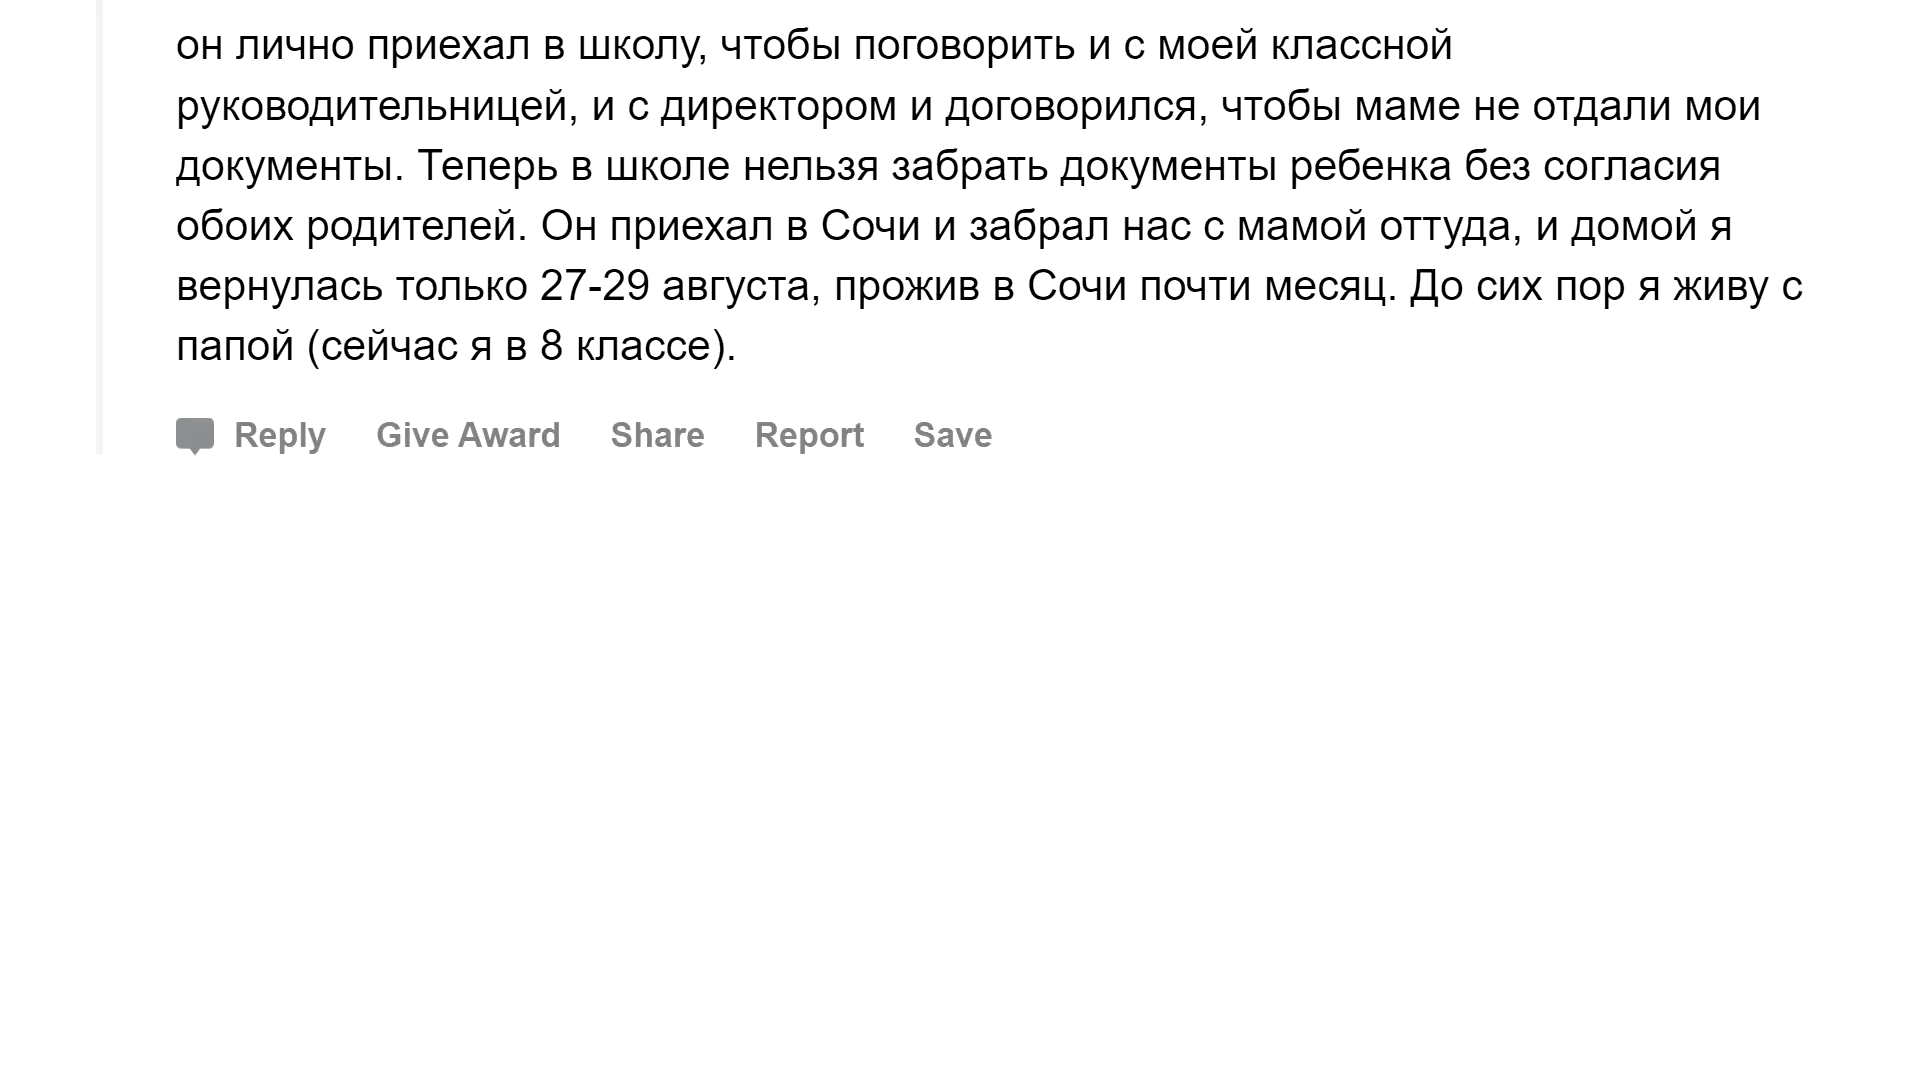 он лично приехал в школу, чтобы поговорить и с моей классной
руководительницей, и с директором и договорился, чтобы маме не отдали мои
документы. Теперь в школе нельзя забрать документы ребенка без согласия
обоих родителей. Он приехал в Сочи и забрал нас с мамой оттуда, и домой я
вернулась только 27-29 августа, прожив в Сочи почти месяц. До сих пор я живу с
папой (сейчас я в 8 классе).
Reply Give Award Share Report Save